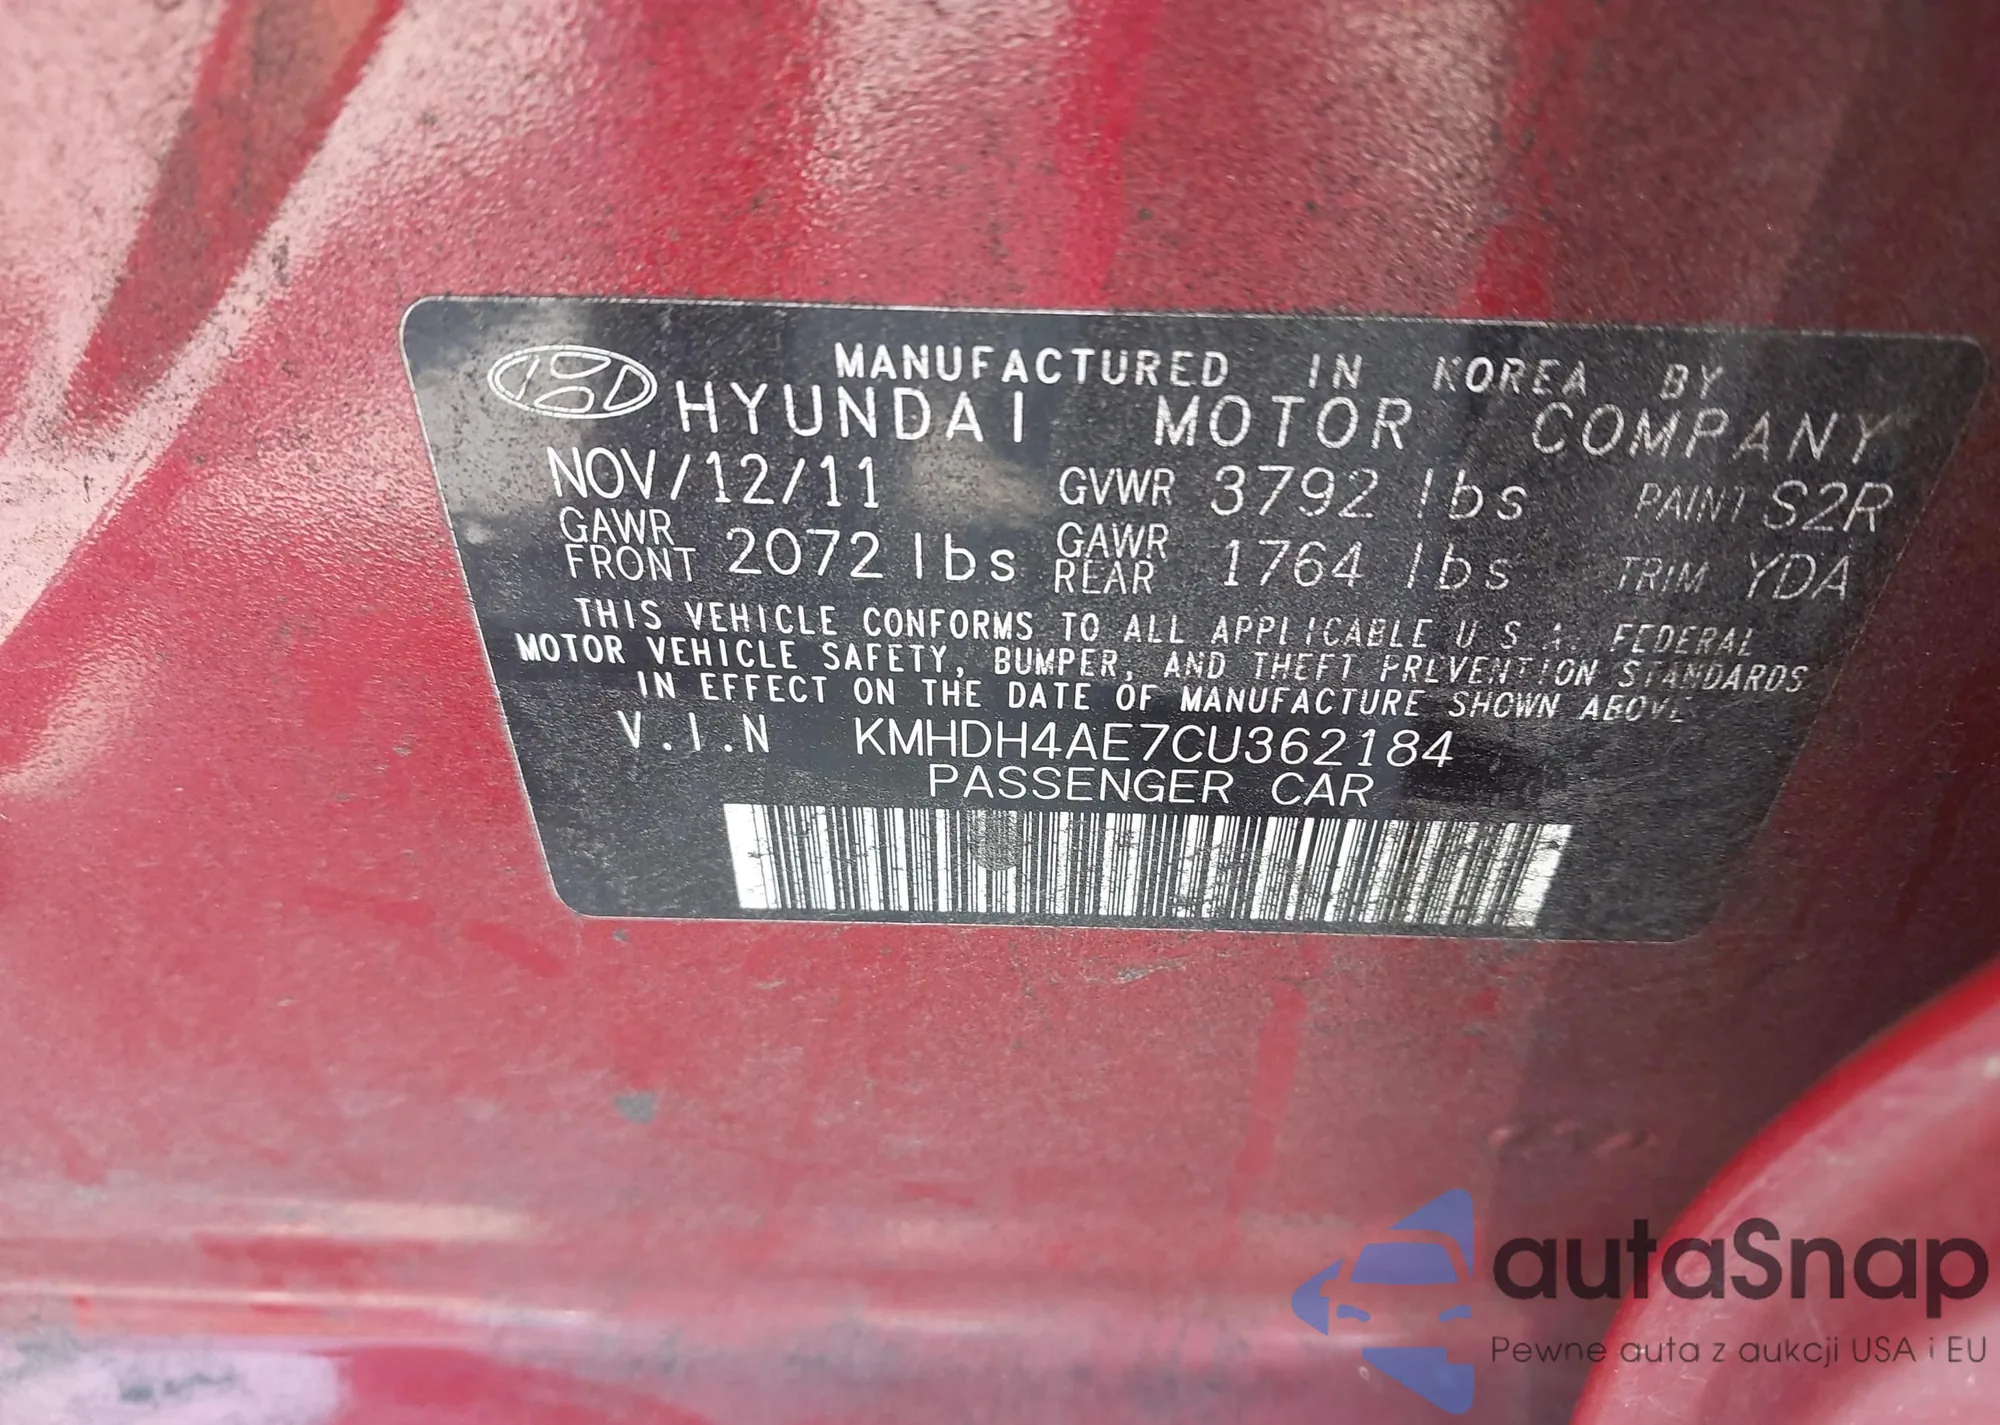 MANUFACTURED IN KOREA BY
HYUNDAI MOTOR COMPANY
NOV/12/11 GVWR 3792 lbs PAINT S2R
GAWR FRONT 2072 lbs GAWR REAR 1764 lbs TRIM YDA
THIS VEHICLE CONFORMS TO ALL APPLICABLE U.S.A. FEDERAL
MOTOR VEHICLE SAFETY, BUMPER, AND THEFT PREVENTION STANDARDS
IN EFFECT ON THE DATE OF MANUFACTURE SHOWN ABOVE.
V.I.N KMHDH4AE7CU362184
PASSENGER CAR
autaSnap
Pewne auta z aukcji USA i EU